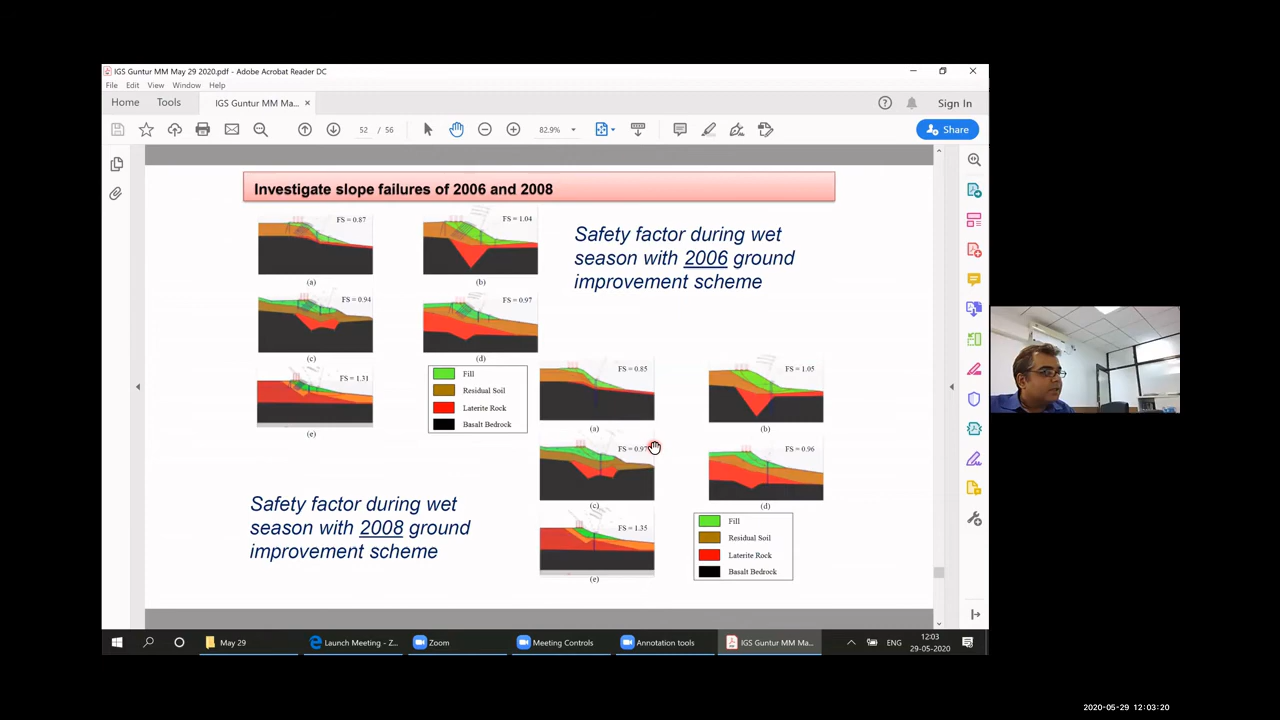 IGS Guntur MM May 29 2020.pdf - Adobe Acrobat Reader DC
File Edit View Window Help
Home Tools IGS Guntur MM Ma... × Sign In
52 / 56 82.9% Share
Investigate slope failures of 2006 and 2008
FS = 0.87 FS = 1.04
(a) (b)
Safety factor during wet
season with 2006 ground
improvement scheme
FS = 0.94 FS = 0.97
(c) (d)
FS = 1.31
(e)
Fill
Residual Soil
Laterite Rock
Basalt Bedrock
FS = 0.85 FS = 1.05
(a) (b)
FS = 0.97 FS = 0.96
(c) (d)
FS = 1.35
(e)
Fill
Residual Soil
Laterite Rock
Basalt Bedrock
Safety factor during wet
season with 2008 ground
improvement scheme
May 29 Launch Meeting - Z... Zoom Meeting Controls Annotation tools IGS Guntur MM Ma... ENG 12:03
29-05-2020
2020-05-29 12:03:20